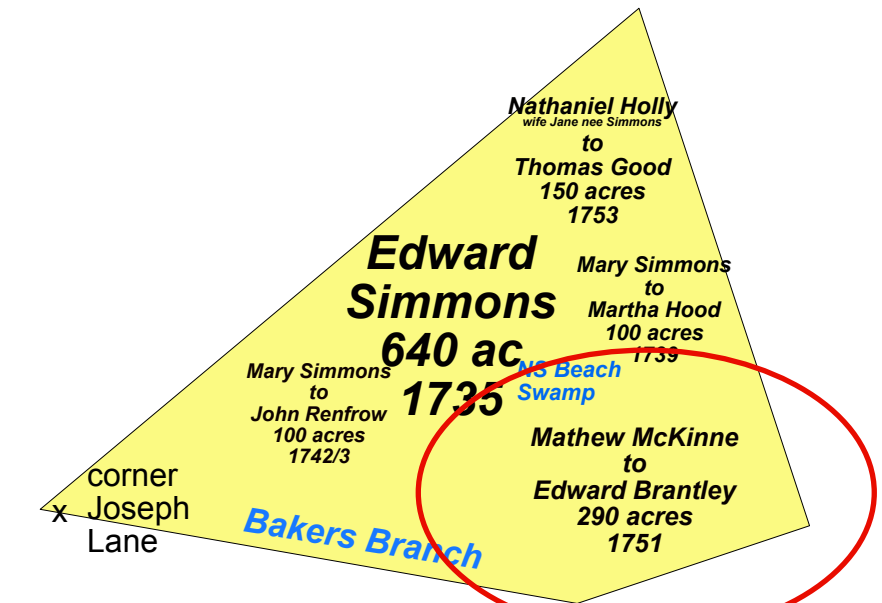 Nathaniel Holly
wife Jane nee Simmons
to
Thomas Good
150 acres
1753
Edward
Simmons
640 ac
1735
Mary Simmons
to
Martha Hood
100 acres
1739
NS Beach
Swamp
Mary Simmons
to
John Renfrow
100 acres
1742/3
Mathew McKinne
to
Edward Brantley
290 acres
1751
corner
x Joseph
Lane
Bakers Branch